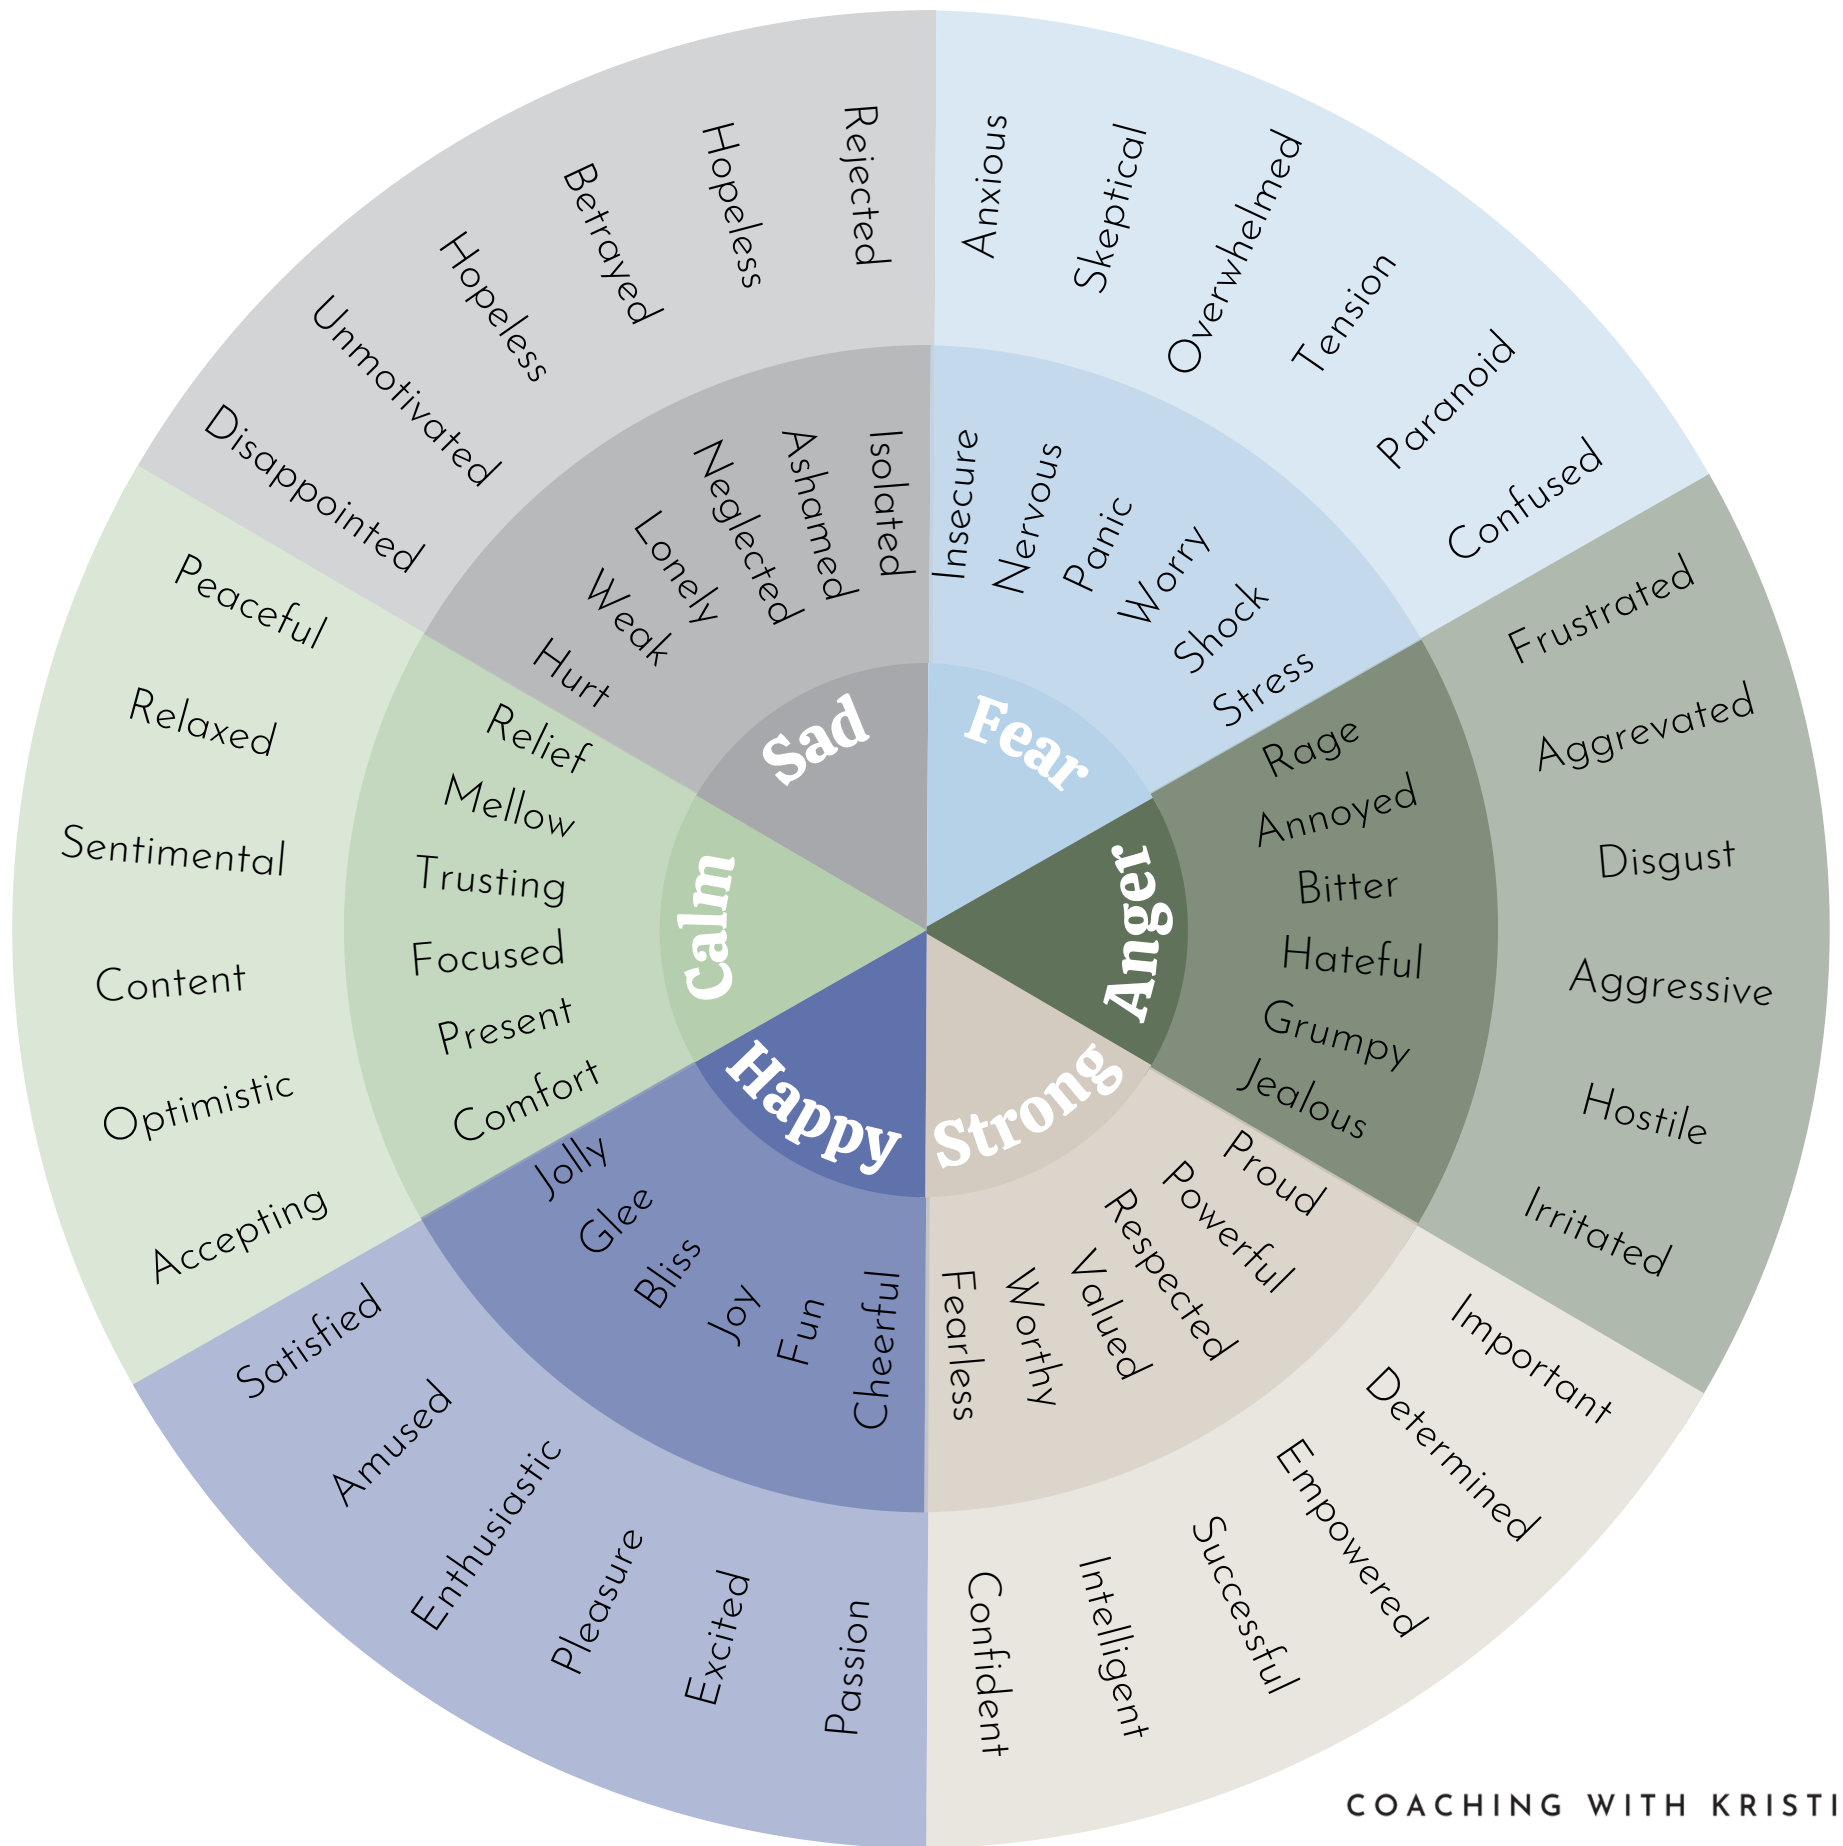 Fear
Insecure
Nervous
Panic
Worry
Shock
Stress
Anxious
Skeptical
Overwhelmed
Tension
Paranoid
Confused
Anger
Rage
Annoyed
Bitter
Hateful
Grumpy
Jealous
Frustrated
Aggrevated
Disgust
Aggressive
Hostile
Irritated
Strong
Proud
Powerful
Respected
Valued
Worthy
Fearless
Important
Determined
Empowered
Successful
Intelligent
Confident
Happy
Cheerful
Fun
Joy
Bliss
Glee
Jolly
Passion
Excited
Pleasure
Enthusiastic
Amused
Satisfied
Calm
Comfort
Present
Focused
Trusting
Mellow
Relief
Accepting
Optimistic
Content
Sentimental
Relaxed
Peaceful
Sad
Hurt
Weak
Lonely
Neglected
Ashamed
Isolated
Disappointed
Unmotivated
Hopeless
Betrayed
Hopeless
Rejected
COACHING WITH KRISTI